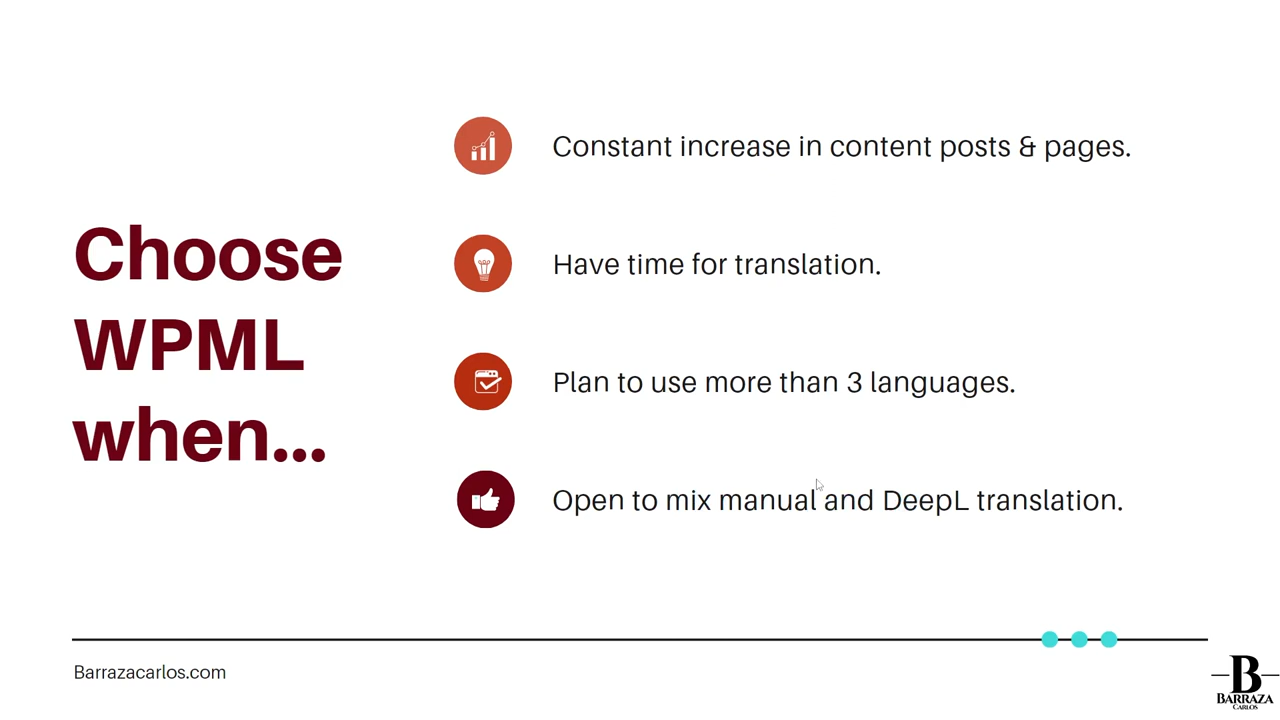 Choose
WPML
when...
Constant increase in content posts & pages.
Have time for translation.
Plan to use more than 3 languages.
Open to mix manual and DeepL translation.
Barrazacarlos.com
B
BARRAZA
CARLOS